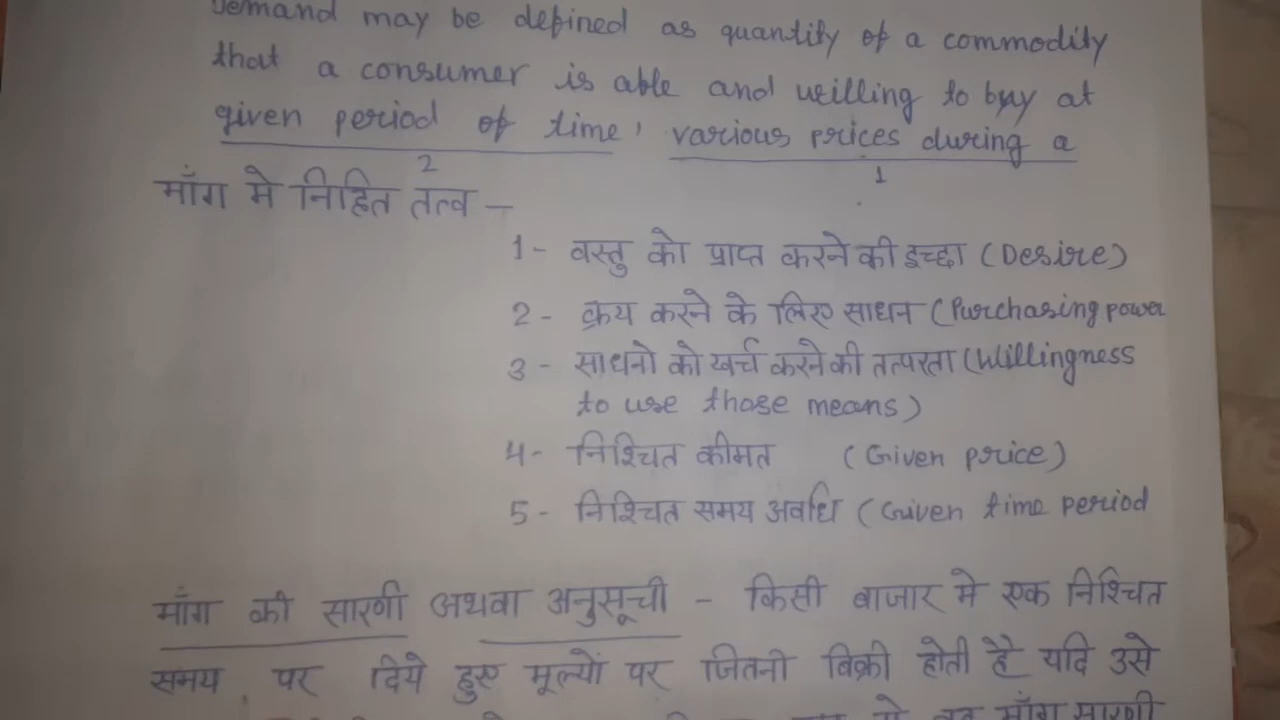 Demand may be defined as quantity of a commodity
that a consumer is able and willing to buy at
given period of time, various prices during a
2
1
माँग मे निहित तत्व –
1- वस्तु को प्राप्त करने की इच्छा (Desire)
2 - क्रय करने के लिए साधन (Purchasing power
3 - साधनो को खर्च करने की तत्परता (Willingness
to use those means)
4- निश्चित कीमत (Given price)
5 - निश्चित समय अवधि (Given time period
माँग की सारणी अथवा अनुसूची - किसी बाजार मे एक निश्चित
समय पर दिये हुए मूल्यों पर जितनी बिक्री होती है यदि उसे
माँग सारणी